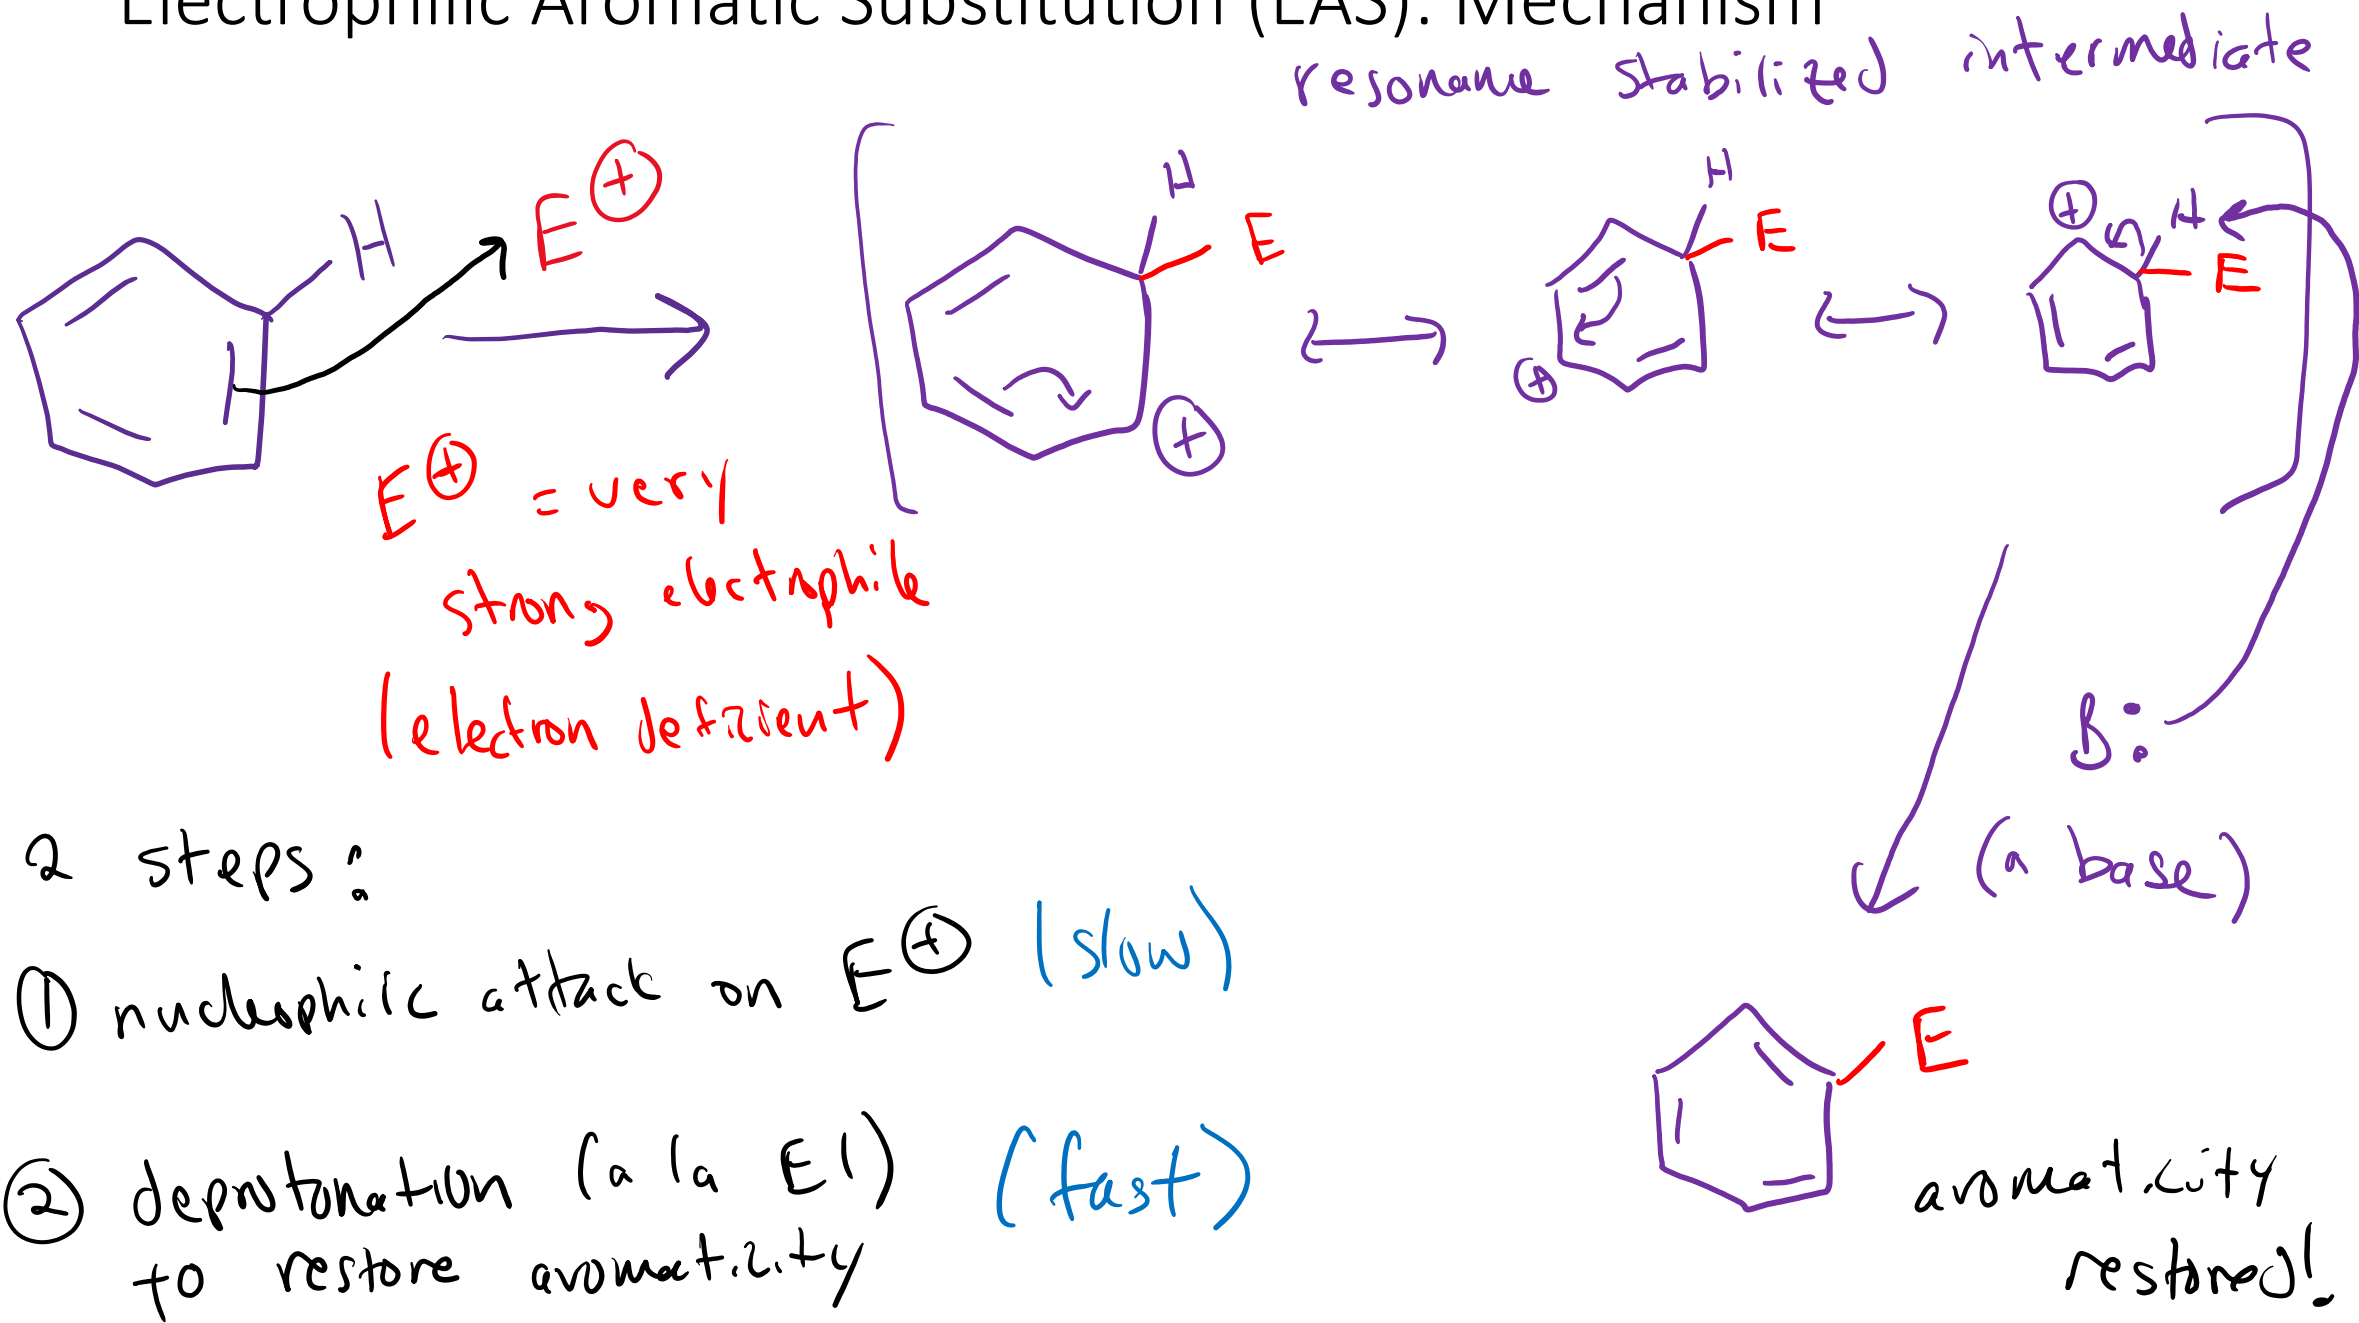 Electrophilic Aromatic Substitution (EAS): Mechanism
resonance stabilized intermediate
H E⊕
H E
⊕
H E
⊕
⊕ H E
E⊕ = very
strong electrophile
(electron deficient)
B:
(a base)
2 steps:
① nucleophilic attack on E⊕ (slow)
E
② deprotonation (a la E1) (fast)
to restore aromaticity
aromaticity
restored!